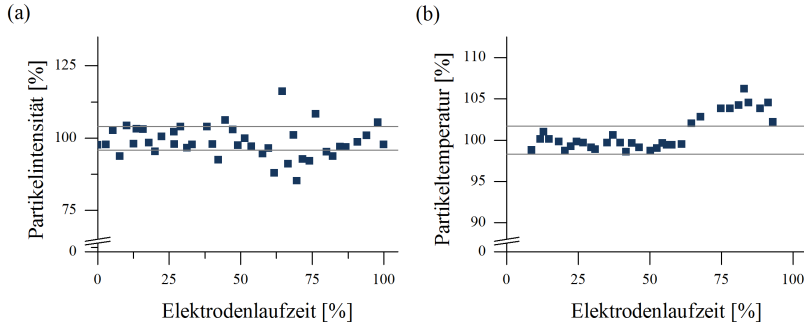 (a)
Partikelintensität [%]
125
100
75
0
0 25 50 75 100
Elektrodenlaufzeit [%]
(b)
Partikeltemperatur [%]
110
105
100
95
90
0
0 25 50 75 100
Elektrodenlaufzeit [%]